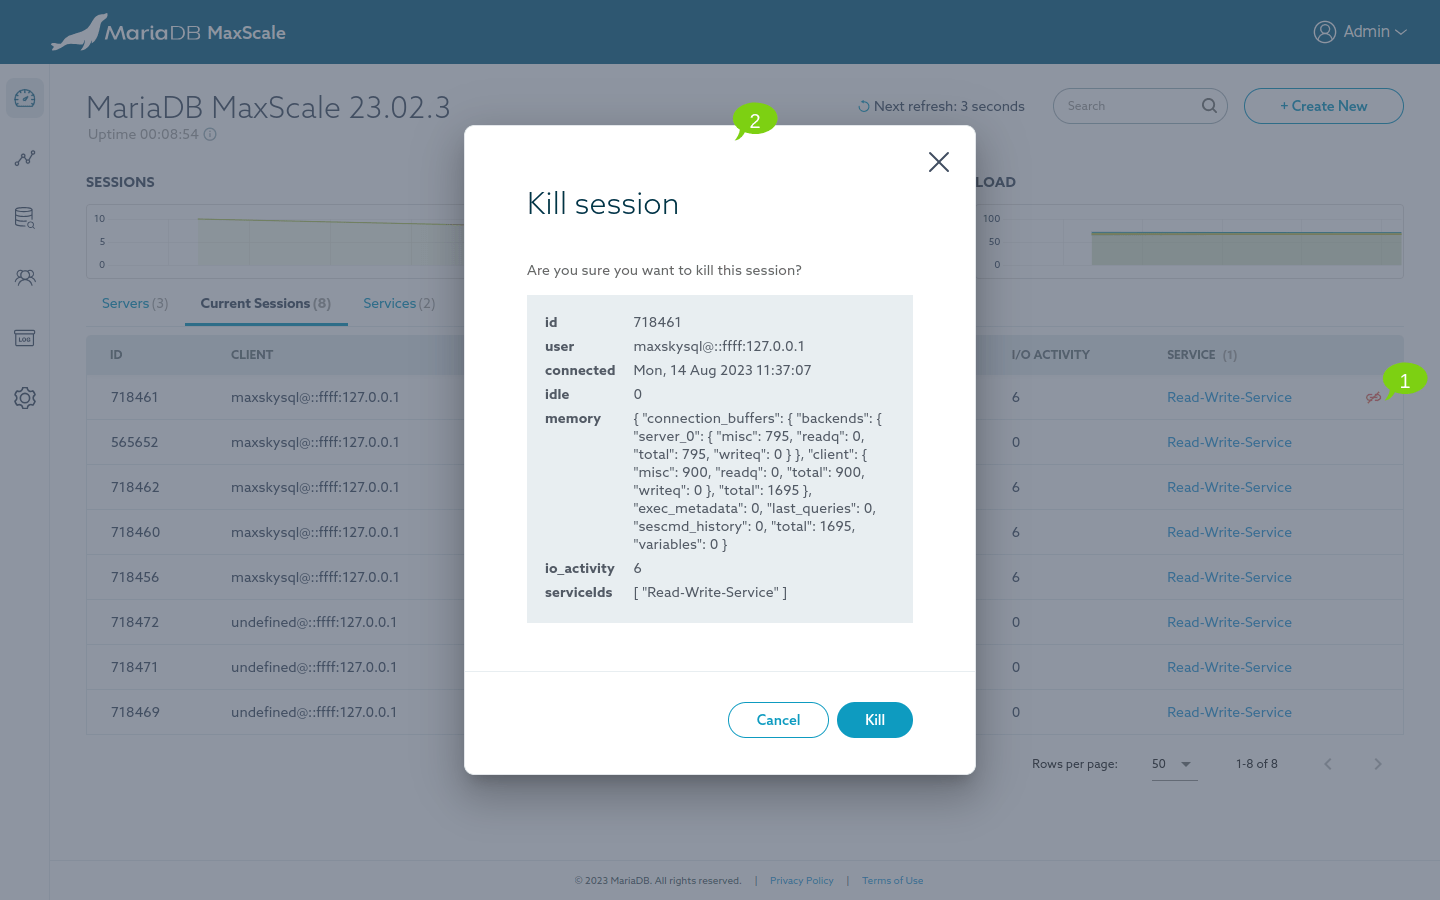 MariaDB MaxScale
Admin
MariaDB MaxScale 23.02.3
Uptime 00:08:54
Next refresh: 3 seconds
Search
+ Create New
2
SESSIONS
LOAD
10
5
0
100
50
0
Servers (3)
Current Sessions (8)
Services (2)
ID
CLIENT
I/O ACTIVITY
SERVICE (1)
718461
maxskysql@::ffff:127.0.0.1
6
Read-Write-Service
1
565652
maxskysql@::ffff:127.0.0.1
0
Read-Write-Service
718462
maxskysql@::ffff:127.0.0.1
6
Read-Write-Service
718460
maxskysql@::ffff:127.0.0.1
6
Read-Write-Service
718456
maxskysql@::ffff:127.0.0.1
6
Read-Write-Service
718472
undefined@::ffff:127.0.0.1
0
Read-Write-Service
718471
undefined@::ffff:127.0.0.1
0
Read-Write-Service
718469
undefined@::ffff:127.0.0.1
0
Read-Write-Service
LOG
Kill session
Are you sure you want to kill this session?
id 718461
user maxskysql@::ffff:127.0.0.1
connected Mon, 14 Aug 2023 11:37:07
idle 0
memory { "connection_buffers": { "backends": {
"server_0": { "misc": 795, "readq": 0,
"total": 795, "writeq": 0 } }, "client": {
"misc": 900, "readq": 0, "total": 900,
"writeq": 0 }, "total": 1695 },
"exec_metadata": 0, "last_queries": 0,
"sescmd_history": 0, "total": 1695,
"variables": 0 }
io_activity 6
serviceIds [ "Read-Write-Service" ]
Cancel
Kill
Rows per page: 50
1-8 of 8
© 2023 MariaDB. All rights reserved. | Privacy Policy | Terms of Use